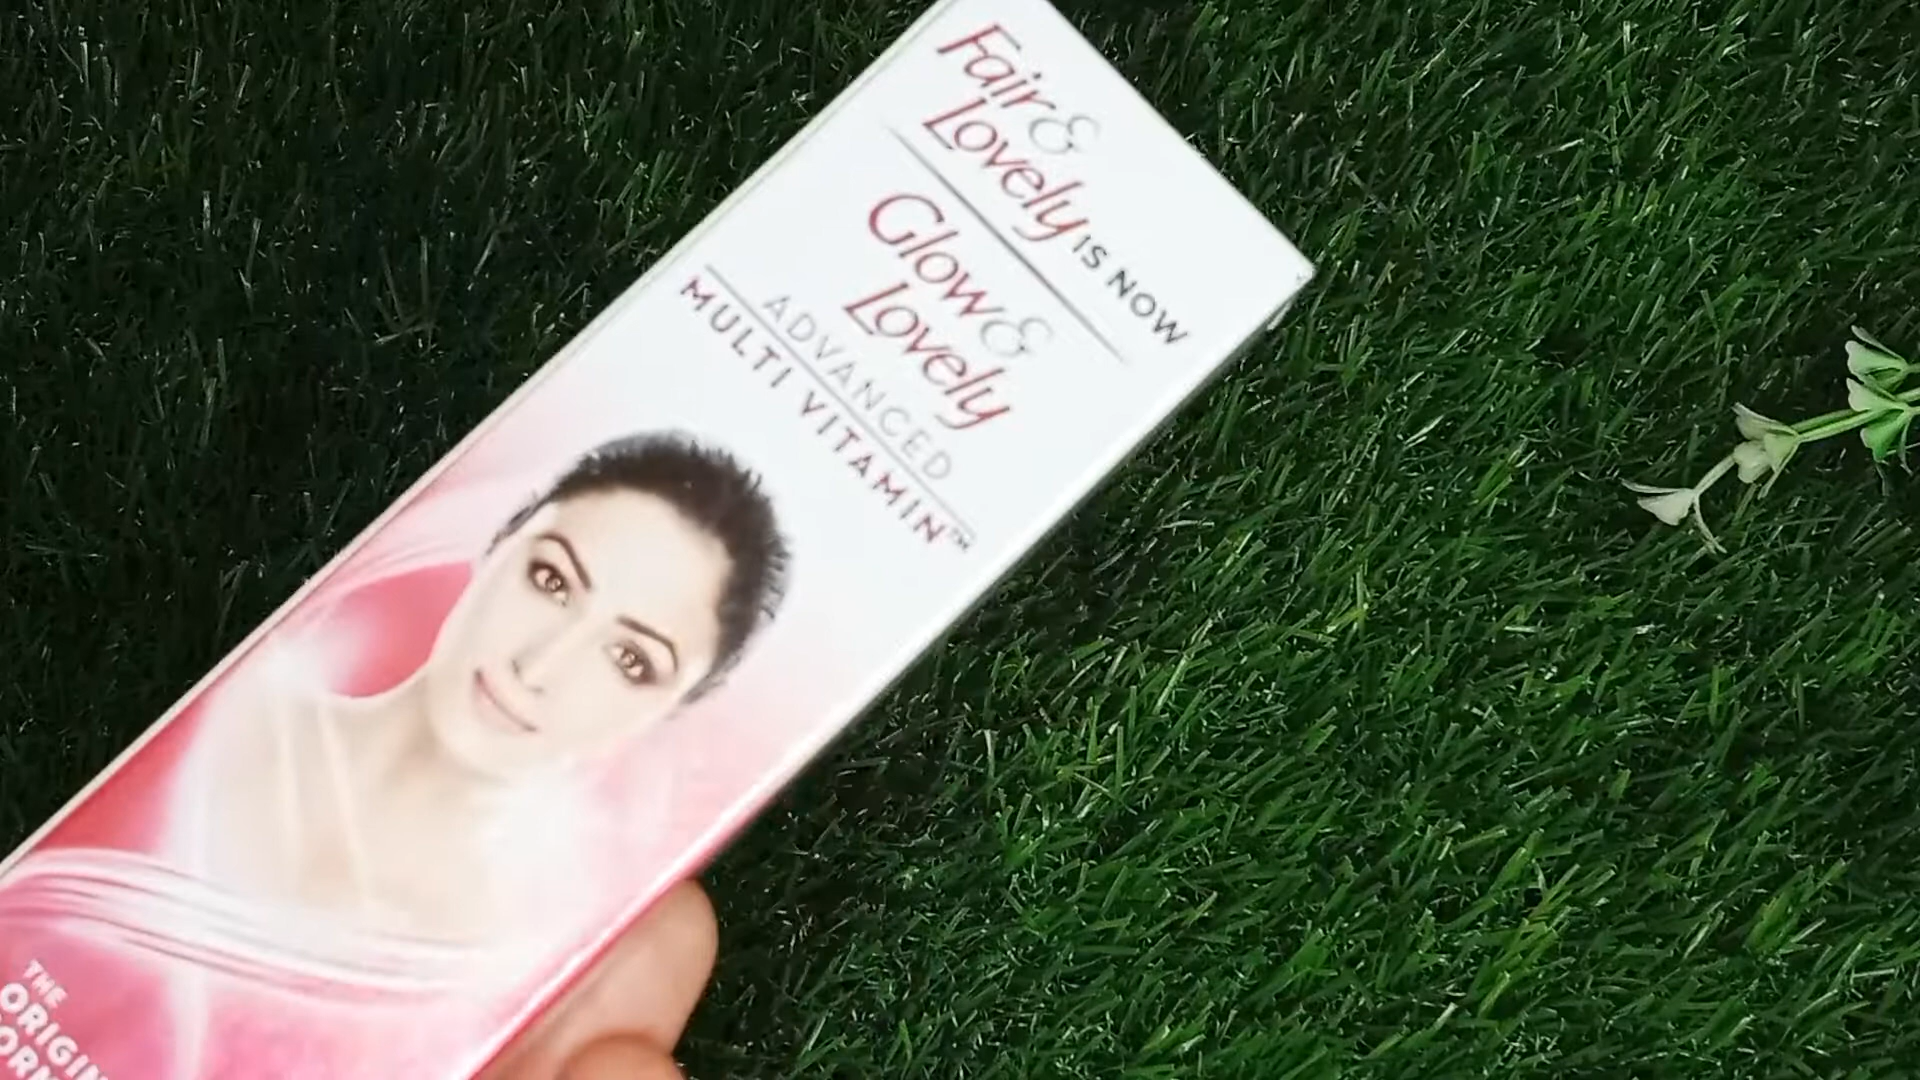 Fair &
Lovely IS NOW
Glow &
Lovely
ADVANCED
MULTI VITAMIN™
THE